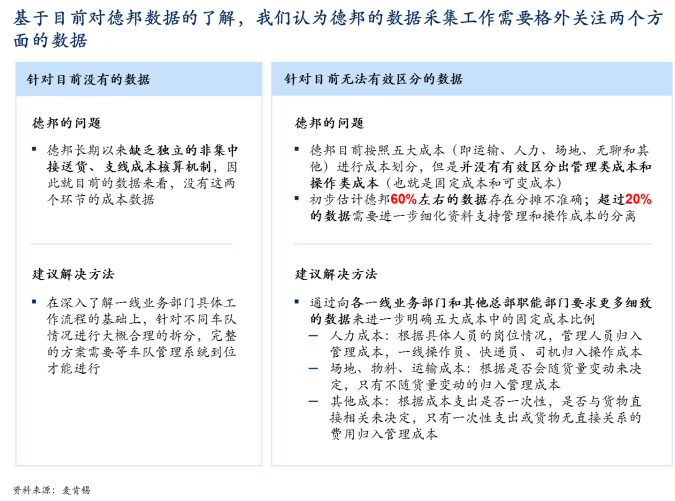 基于目前对德邦数据的了解，我们认为德邦的数据采集工作需要格外关注两个方
面的数据
针对目前没有的数据
德邦的问题
▪ 德邦长期以来缺乏独立的非集中
接送货、支线成本核算机制，因
此就目前的数据来看，没有这两
个环节的成本数据
建议解决方法
▪ 在深入了解一线业务部门具体工
作流程的基础上，针对不同车队
情况进行大概合理的拆分，完整
的方案需要等车队管理系统到位
才能进行
针对目前无法有效区分的数据
德邦的问题
▪ 德邦目前按照五大成本（即运输、人力、场地、无聊和其
他）进行成本划分，但是并没有有效区分出管理类成本和
操作类成本（也就是固定成本和可变成本）
▪ 初步估计德邦60%左右的数据存在分摊不准确；超过20%
的数据需要进一步细化资料支持管理和操作成本的分离
建议解决方法
▪ 通过向各一线业务部门和其他总部职能部门要求更多细致
的数据来进一步明确五大成本中的固定成本比例
— 人力成本：根据具体人员的岗位情况，管理人员归入
管理成本，一线操作员、快递员、司机归入操作成本
— 场地、物料、运输成本：根据是否会随货量变动来决
定，只有不随货量变动的归入管理成本
— 其他成本：根据成本支出是否一次性，是否与货物直
接相关来决定，只有一次性支出或货物无直接关系的
费用归入管理成本
资料来源：麦肯锡